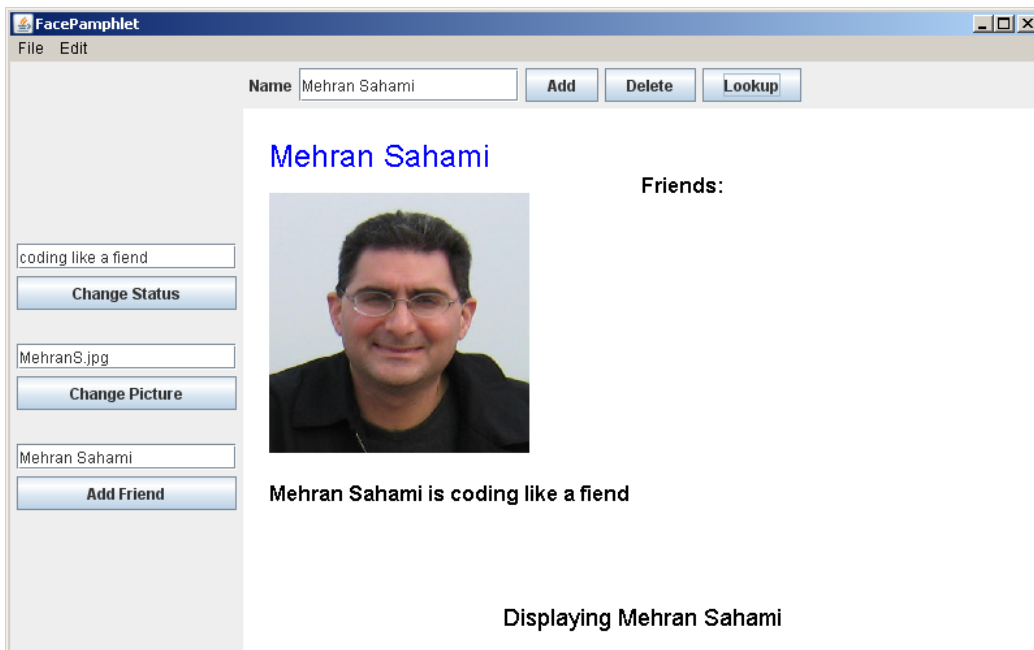 FacePamphlet
File Edit
Name Mehran Sahami Add Delete Lookup
Mehran Sahami
Friends:
coding like a fiend
Change Status
MehranS.jpg
Change Picture
Mehran Sahami
Add Friend
Mehran Sahami is coding like a fiend
Displaying Mehran Sahami